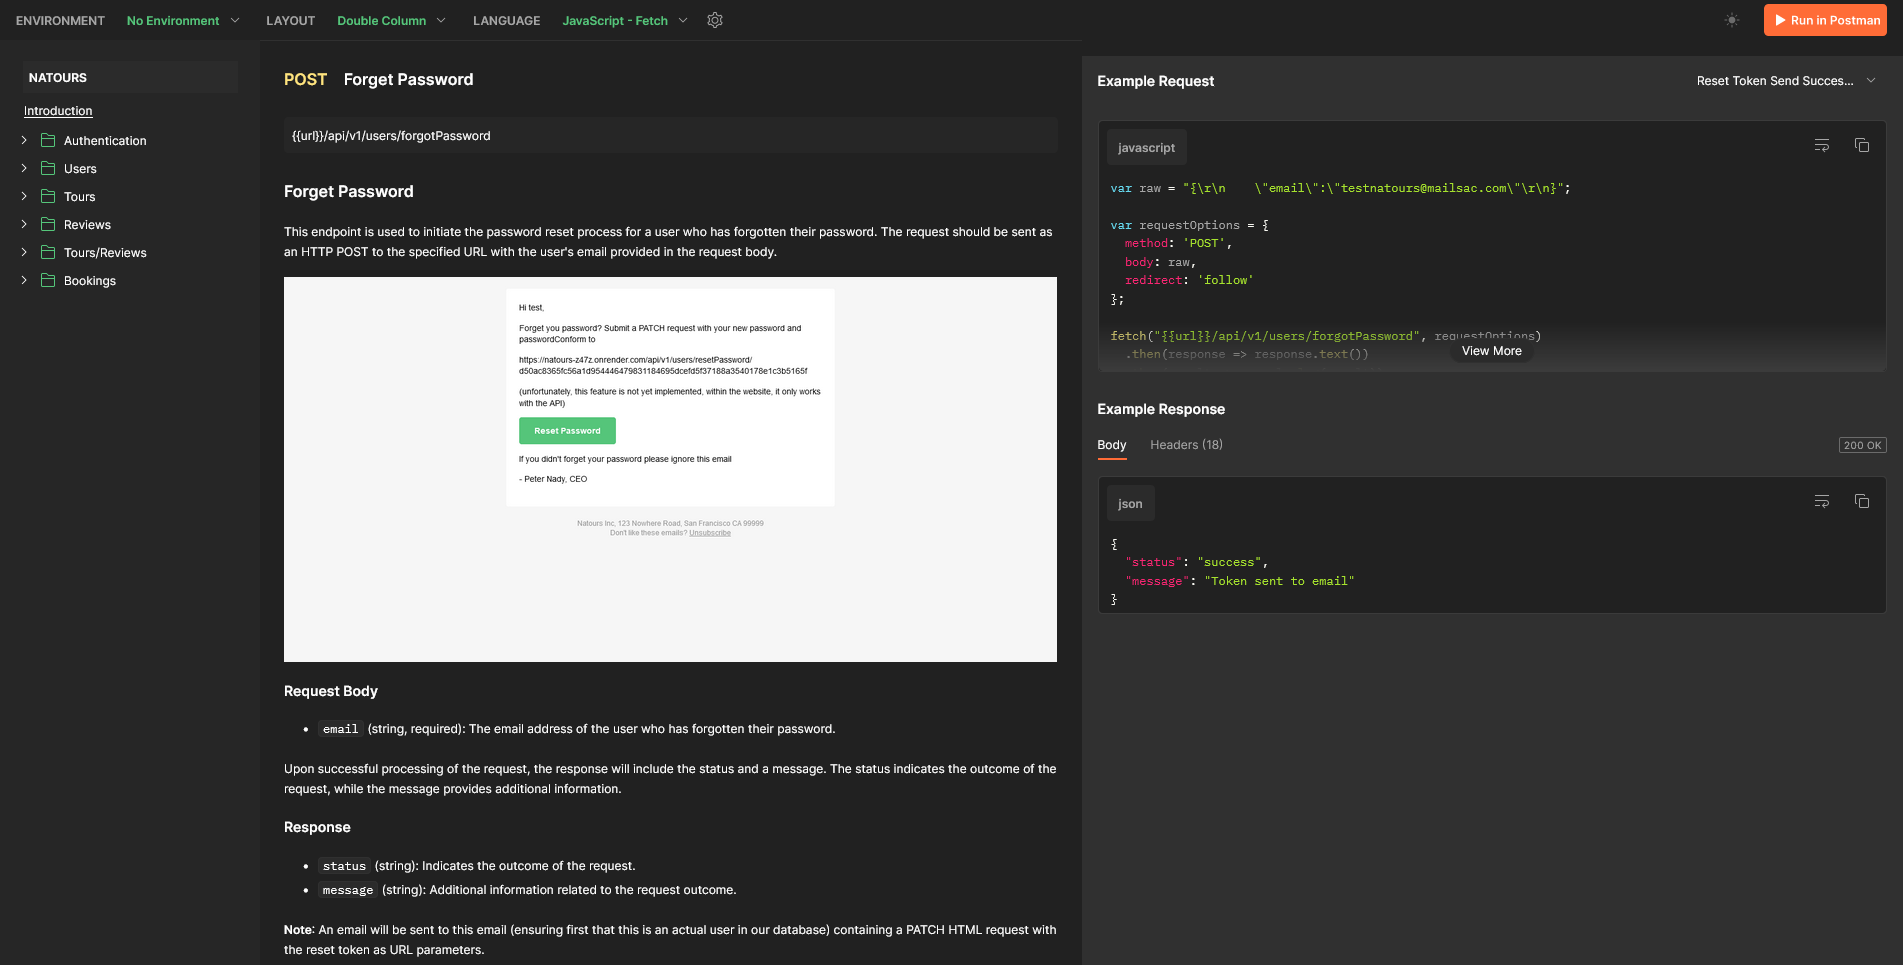 ENVIRONMENT No Environment LAYOUT Double Column LANGUAGE JavaScript - Fetch Run in Postman
NATOURS
Introduction
Authentication
Users
Tours
Reviews
Tours/Reviews
Bookings
POST Forget Password
{{url}}/api/v1/users/forgotPassword
Forget Password
This endpoint is used to initiate the password reset process for a user who has forgotten their password. The request should be sent as
an HTTP POST to the specified URL with the user's email provided in the request body.
Hi test,
Forget you password? Submit a PATCH request with your new password and
passwordConform to
https://natours-z47z.onrender.com/api/v1/users/resetPassword/
d50ac8365fc56a1d954446479831184695dcefd5f37188a3540178e1c3b5165f
(unfortunately, this feature is not yet implemented, within the website, it only works
with the API)
Reset Password
If you didn't forget your password please ignore this email
- Peter Nady, CEO
Natours Inc, 123 Nowhere Road, San Francisco CA 99999
Don't like these emails? Unsubscribe
Request Body
• email (string, required): The email address of the user who has forgotten their password.
Upon successful processing of the request, the response will include the status and a message. The status indicates the outcome of the
request, while the message provides additional information.
Response
• status (string): Indicates the outcome of the request.
• message (string): Additional information related to the request outcome.
Note: An email will be sent to this email (ensuring first that this is an actual user in our database) containing a PATCH HTML request with
the reset token as URL parameters.
Example Request Reset Token Send Succes...
javascript
var raw = "{\r\n    \"email\":\"testnatours@mailsac.com\"\r\n}";
var requestOptions = {
  method: 'POST',
  body: raw,
  redirect: 'follow'
};
fetch("{{url}}/api/v1/users/forgotPassword", requestOptions)
  .then(response => response.text())
View More
Example Response
Body Headers (18) 200 OK
json
{
  "status": "success",
  "message": "Token sent to email"
}